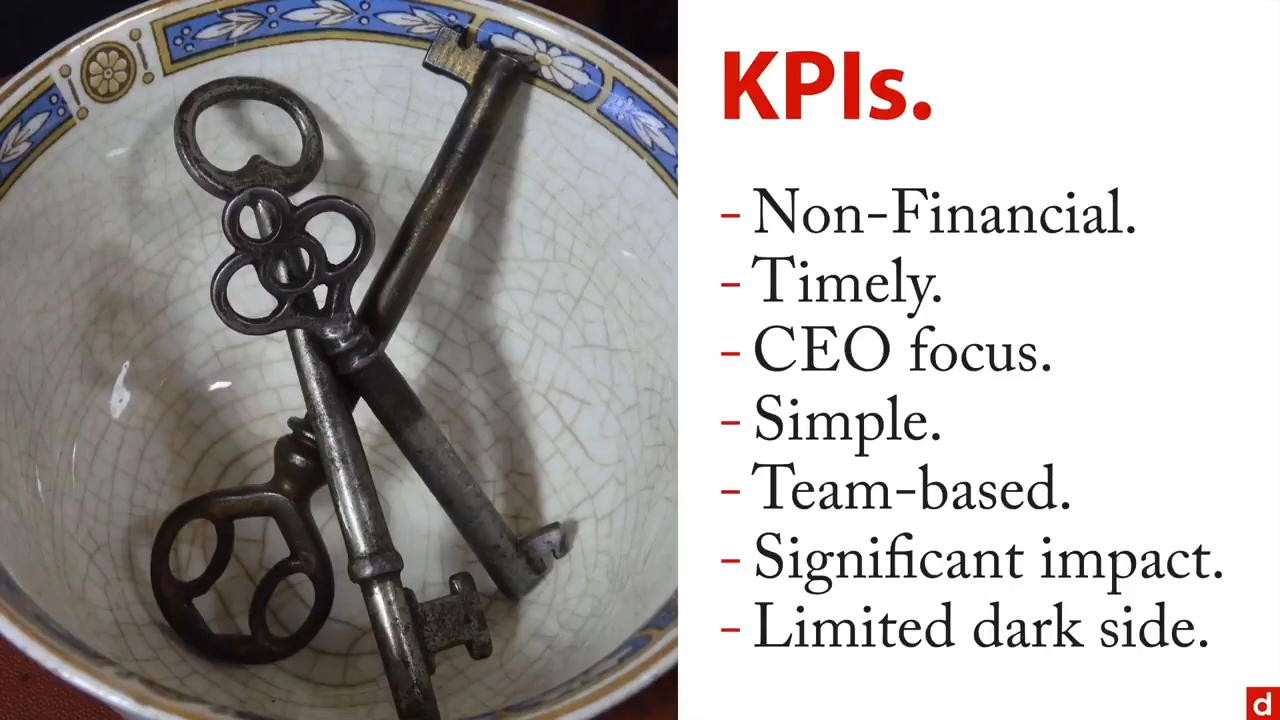 KPIs.
- Non-Financial.
- Timely.
- CEO focus.
- Simple.
- Team-based.
- Significant impact.
- Limited dark side.
d